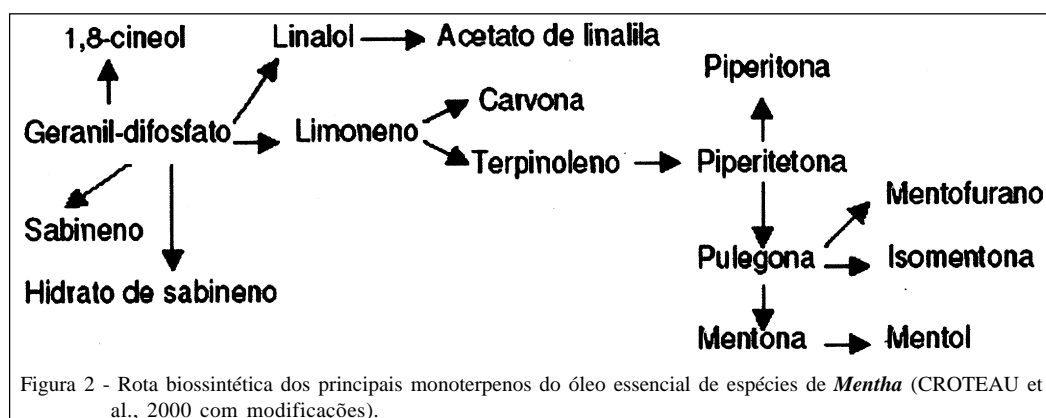 1,8-cineol Linalol Acetato de linalila
Piperitona
Carvona
Geranil-difosfato Limoneno
Terpinoleno Piperitetona
Mentofurano
Sabineno
Pulegona Isomentona
Hidrato de sabineno
Mentona Mentol
Figura 2 - Rota biossintética dos principais monoterpenos do óleo essencial de espécies de Mentha (CROTEAU et
al., 2000 com modificações).